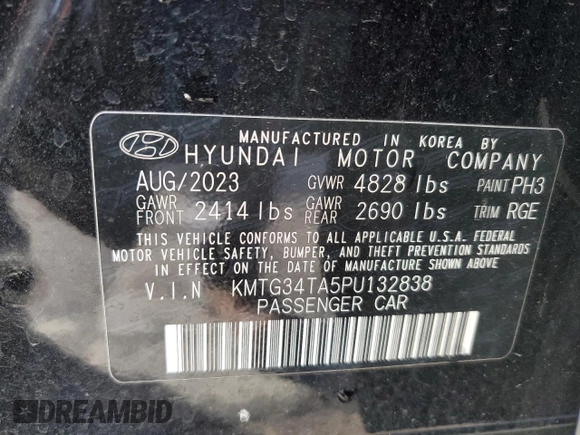 MANUFACTURED IN KOREA BY
HYUNDAI MOTOR COMPANY
AUG/2023 GVWR 4828 lbs PAINT PH3
GAWR FRONT 2414 lbs GAWR REAR 2690 lbs TRIM RGE
THIS VEHICLE CONFORMS TO ALL APPLICABLE U.S.A. FEDERAL
MOTOR VEHICLE SAFETY, BUMPER, AND THEFT PREVENTION STANDARDS
IN EFFECT ON THE DATE OF MANUFACTURE SHOWN ABOVE.
V.I.N KMTG34TA5PU132838
PASSENGER CAR
DREAMBID